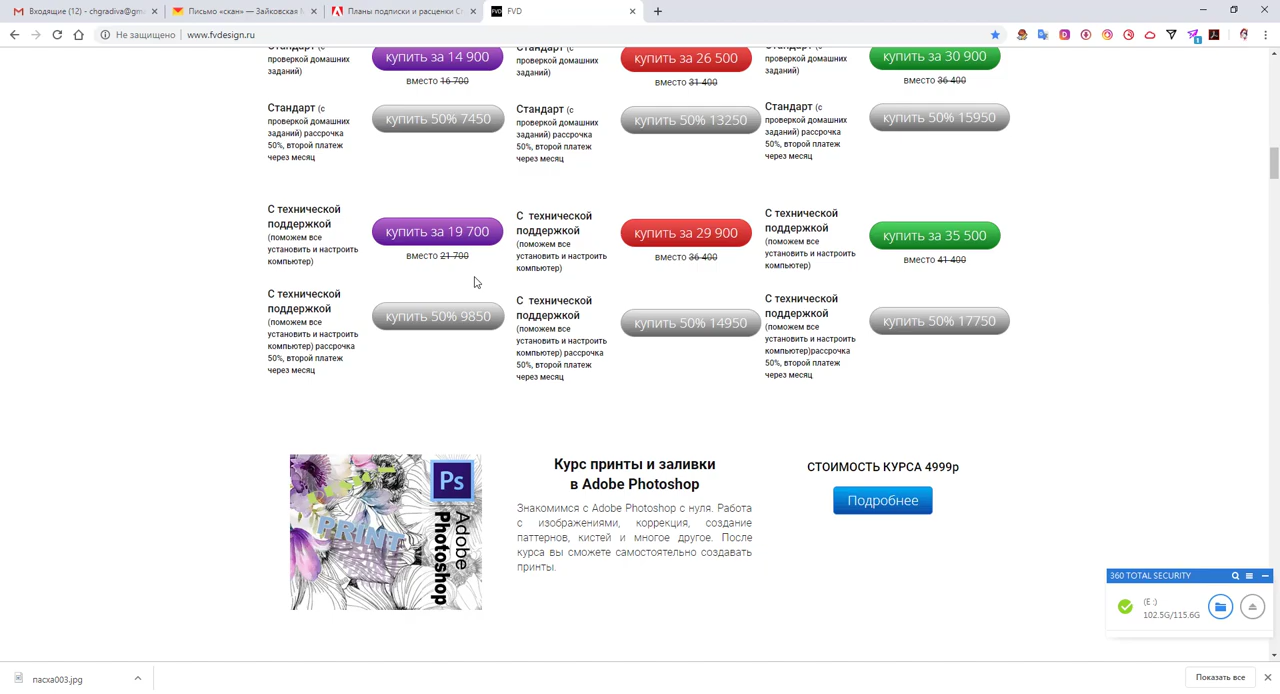 Входящие (12) - chgradiva@gma
Письмо «скан» — Зайковская М
Планы подписки и расценки C
FVD
Не защищено
www.fvdesign.ru
Стандарт (с
проверкой домашних
заданий)
купить за 14 900
вместо 16 700
Стандарт (с
проверкой домашних
заданий)
купить за 26 500
вместо 31 400
Стандарт (с
проверкой домашних
заданий)
купить за 30 900
вместо 36 400
Стандарт (с
проверкой домашних
заданий) рассрочка
50%, второй платеж
через месяц
купить 50% 7450
Стандарт (с
проверкой домашних
заданий) рассрочка
50%, второй платеж
через месяц
купить 50% 13250
Стандарт (с
проверкой домашних
заданий) рассрочка
50%, второй платеж
через месяц
купить 50% 15950
С технической
поддержкой
(поможем все
установить и настроить
компьютер)
купить за 19 700
вместо 21 700
С технической
поддержкой
(поможем все
установить и настроить
компьютер)
купить за 29 900
вместо 36 400
С технической
поддержкой
(поможем все
установить и настроить
компьютер)
купить за 35 500
вместо 41 400
С технической
поддержкой
(поможем все
установить и настроить
компьютер) рассрочка
50%, второй платеж
через месяц
купить 50% 9850
С технической
поддержкой
(поможем все
установить и настроить
компьютер) рассрочка
50%, второй платеж
через месяц
купить 50% 14950
С технической
поддержкой
(поможем все
установить и настроить
компьютер)рассрочка
50%, второй платеж
через месяц
купить 50% 17750
Ps
PRINT
Adobe
Photoshop
Курс принты и заливки
в Adobe Photoshop
Знакомимся с Adobe Photoshop с нуля. Работа
с изображениями, коррекция, создание
паттернов, кистей и многое другое. После
курса вы сможете самостоятельно создавать
принты.
СТОИМОСТЬ КУРСА 4999р
Подробнее
360 TOTAL SECURITY
(E :)
102.5G/115.6G
пасха003.jpg
Показать все